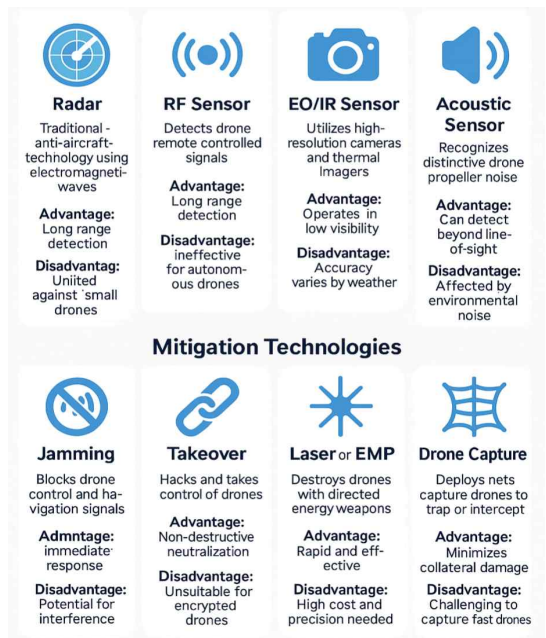 Radar
Traditional -
anti-aircraft-
technology using
electromagneti-
waves
Advantage:
Long range
detection
Disadvantag:
Uniited
against 'small
drones
RF Sensor
Detects drone
remote controlled
signals
Advantage:
Long range
detection
Disadvantage:
ineffective
for autonom-
ous drones
EO/IR Sensor
Utilizes high-
resolution cameras
and thermal
Imagers
Advantage:
Operates in
low visibility
Disadvantage:
Accuracy
varies by weather
Acoustic
Sensor
Recognizes
distinctive drone
propeller noise
Advantage:
Can detect
beyond line-
of-sight
Disadvantage:
Affected by
environmental
noise
Mitigation Technologies
Jamming
Blocks drone
control and ha-
vigation signals
Admntage:
immediate
response
Disadvantage:
Potential for
interference
Takeover
Hacks and takes
control of drones
Advantage:
Non-destructive
neutralization
Disadvantage:
Unsuitable for
encrypted
drones
Laser or EMP
Destroys drones
with directed
energy weapons
Advantage:
Rapid and eff-
ective
Disadvantage:
High cost and
precision needed
Drone Capture
Deploys nets
capture drones to
trap or intercept
Advantage:
Minimizes
collateral damage
Disadvantage:
Challenging to
capture fast drones